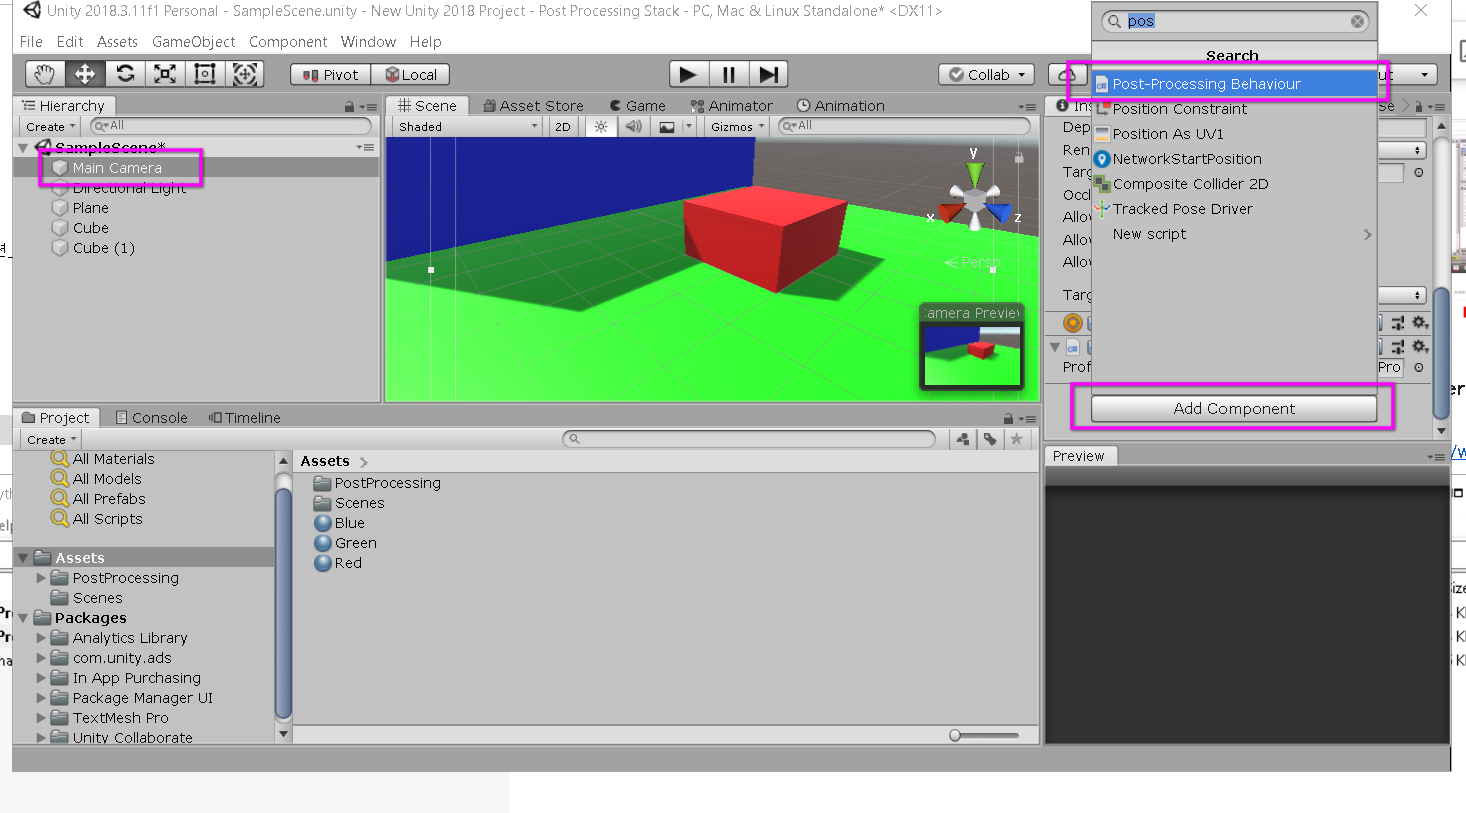 Unity 2018.3.11f1 Personal - SampleScene.unity - New Unity 2018 Project - Post Processing Stack - PC, Mac & Linux Standalone* <DX11>
File Edit Assets GameObject Component Window Help
Pivot Local Collab
Hierarchy
Create All
SampleScene*
Main Camera
Directional Light
Plane
Cube
Cube (1)
Scene Asset Store Game Animator Animation
Shaded 2D Gizmos All
y
x
z
Persp
Camera Preview
pos
Search
Post-Processing Behaviour
Position Constraint
Position As UV1
NetworkStartPosition
Composite Collider 2D
Tracked Pose Driver
New script
Add Component
Ins
Dep
Ren
Targ
Occl
Allo
Allo
Allo
Targ
Prof
Pro
Project Console Timeline
Create
All Materials
All Models
All Prefabs
All Scripts
Assets
PostProcessing
Scenes
Packages
Analytics Library
com.unity.ads
In App Purchasing
Package Manager UI
TextMesh Pro
Unity Collaborate
Assets
PostProcessing
Scenes
Blue
Green
Red
Preview